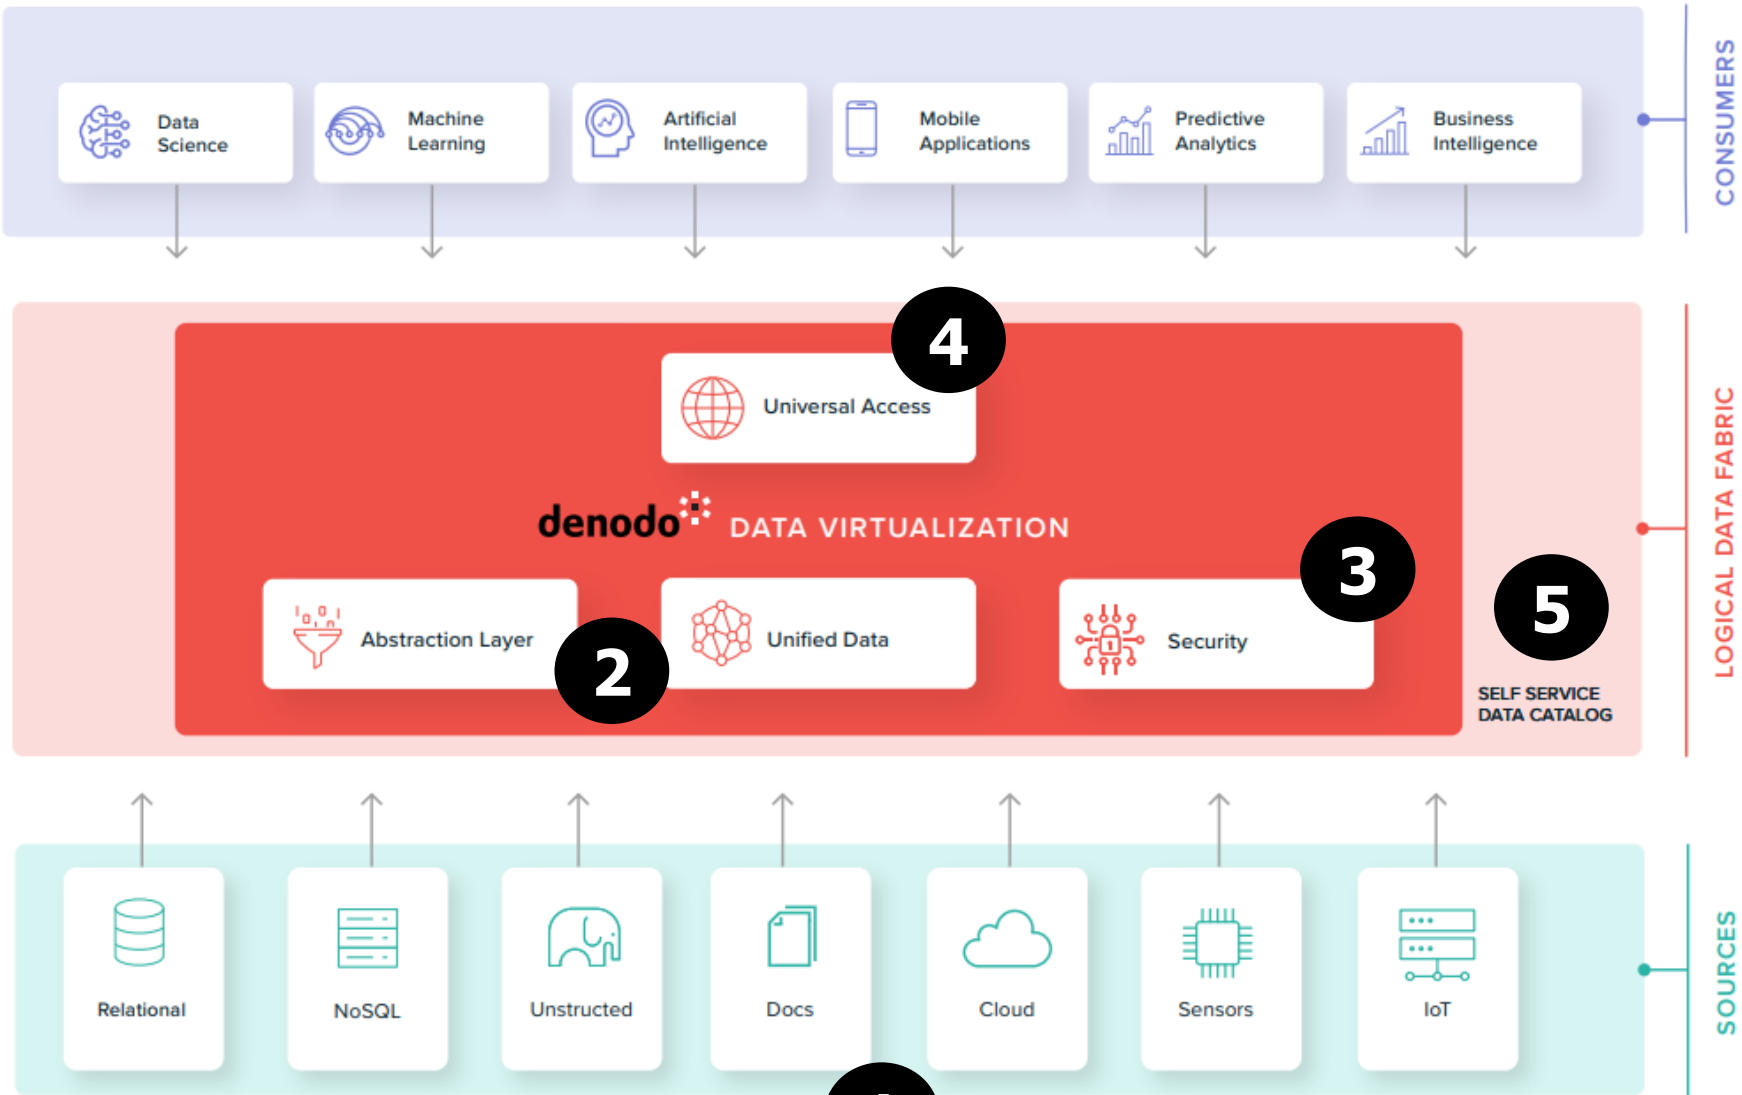 Data
Science
Machine
Learning
Artificial
Intelligence
Mobile
Applications
Predictive
Analytics
Business
Intelligence
CONSUMERS
4
Universal Access
denodo DATA VIRTUALIZATION
Abstraction Layer
2
Unified Data
Security
3
5
SELF SERVICE
DATA CATALOG
LOGICAL DATA FABRIC
Relational
NoSQL
Unstructed
Docs
Cloud
Sensors
IoT
SOURCES